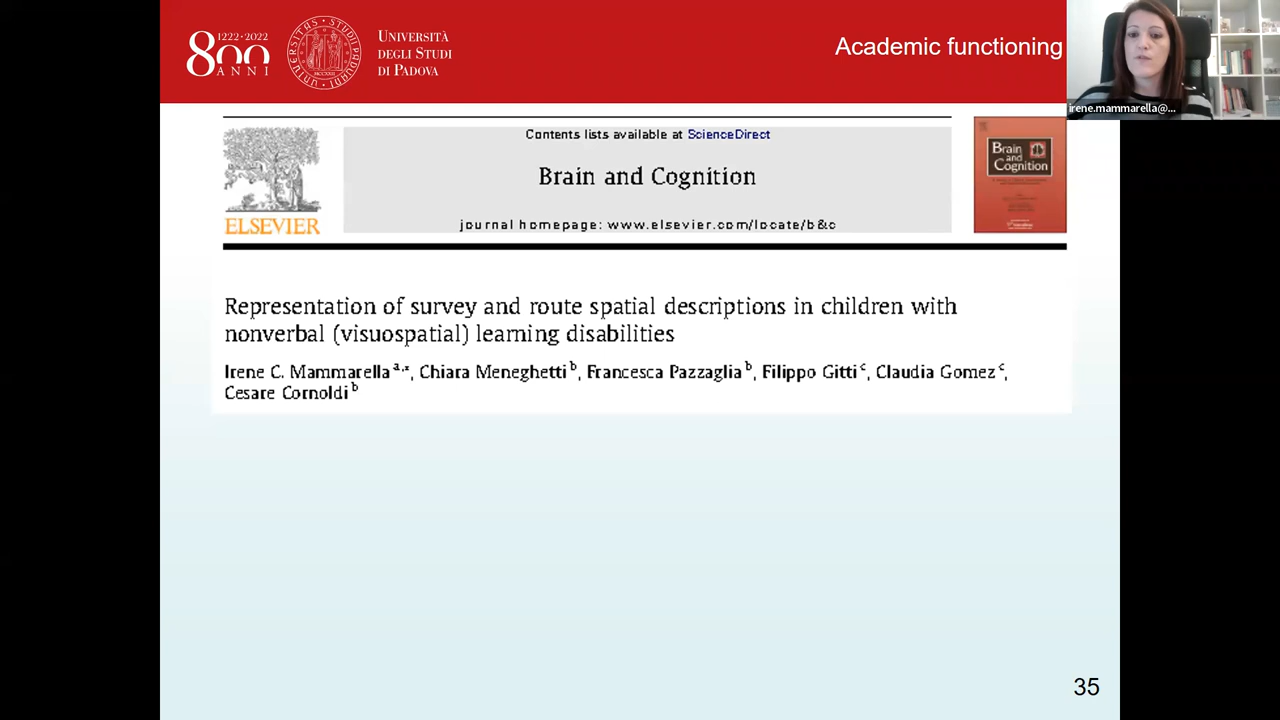 800
1222·2022
ANNI
UNIVERSITÀ
DEGLI STUDI
DI PADOVA
Academic functioning
irene.mammarella@...
Contents lists available at ScienceDirect
Brain and Cognition
journal homepage: www.elsevier.com/locate/b&c
ELSEVIER
Brain
and
Cognition
Representation of survey and route spatial descriptions in children with
nonverbal (visuospatial) learning disabilities
Irene C. Mammarella a,*, Chiara Meneghetti b, Francesca Pazzaglia b, Filippo Gitti c, Claudia Gomez c,
Cesare Cornoldi b
35